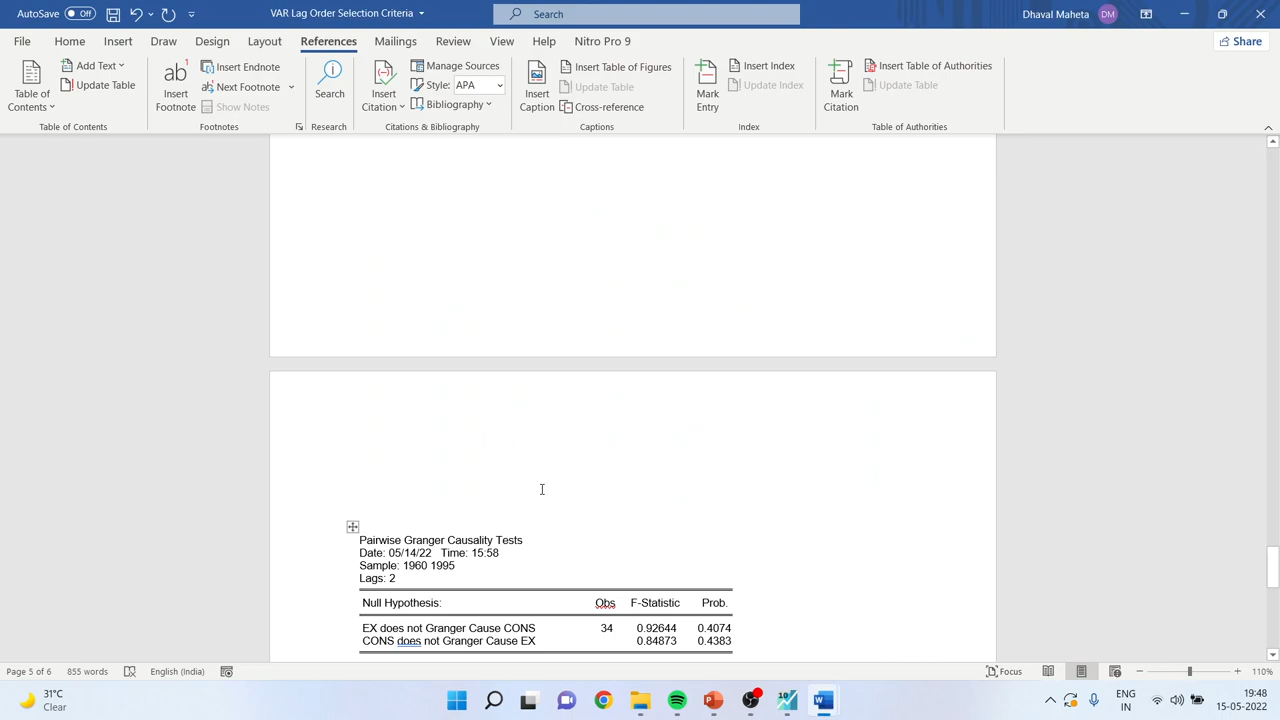 AutoSave Off VAR Lag Order Selection Criteria Search Dhaval Maheta DM
File Home Insert Draw Design Layout References Mailings Review View Help Nitro Pro 9 Share
Table of Contents
Add Text
Update Table
Table of Contents
ab
Insert Footnote
Insert Endnote
Next Footnote
Show Notes
Footnotes
Search
Research
Insert Citation
Manage Sources
Style: APA
Bibliography
Citations & Bibliography
Insert Caption
Insert Table of Figures
Update Table
Cross-reference
Captions
Mark Entry
Insert Index
Update Index
Index
Mark Citation
Insert Table of Authorities
Update Table
Table of Authorities
Pairwise Granger Causality Tests
Date: 05/14/22 Time: 15:58
Sample: 1960 1995
Lags: 2
Null Hypothesis: Obs F-Statistic Prob.
EX does not Granger Cause CONS 34 0.92644 0.4074
CONS does not Granger Cause EX 0.84873 0.4383
Page 5 of 6 855 words English (India) Focus 110%
31°C
Clear
ENG
IN
19:48
15-05-2022